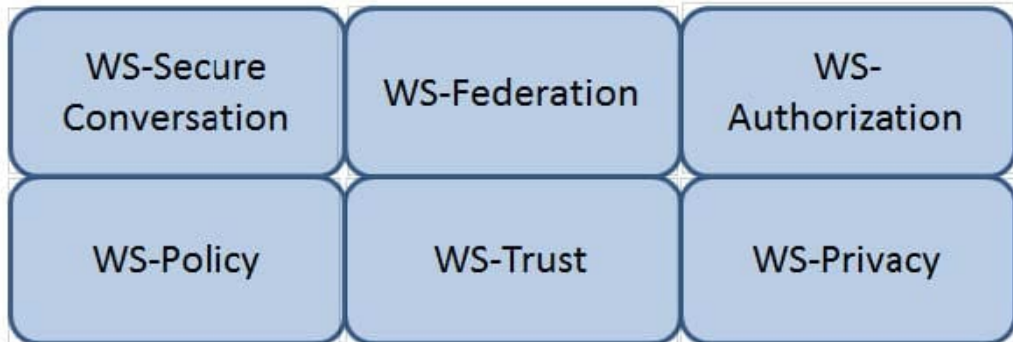 WS-Secure
Conversation
WS-Federation
WS-
Authorization
WS-Policy
WS-Trust
WS-Privacy